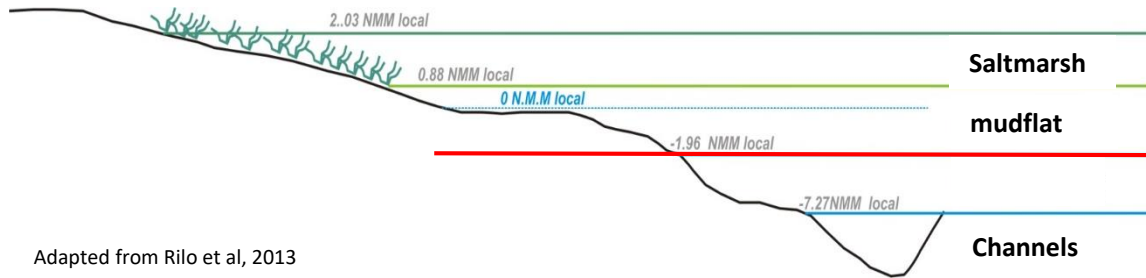 2..03 NMM local
Saltmarsh
0.88 NMM local
0 N.M.M local
mudflat
-1.96 NMM local
-7.27NMM local
Channels
Adapted from Rilo et al, 2013